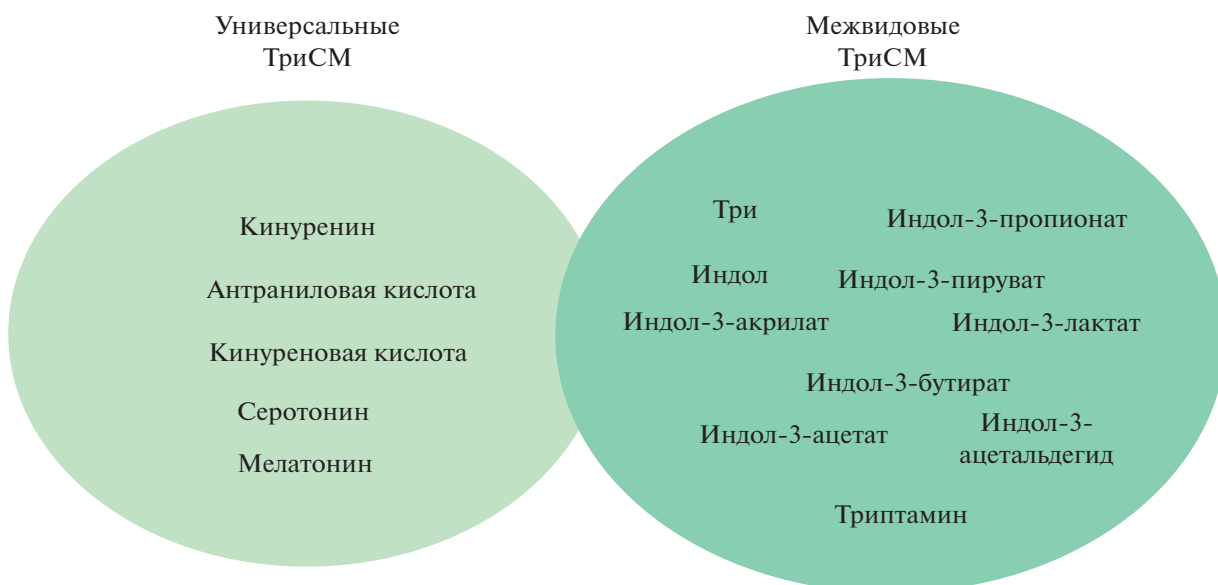 Универсальные
ТриСМ
Межвидовые
ТриСМ
Кинуренин
Антраниловая кислота
Кинуреновая кислота
Серотонин
Мелатонин
Три
Индол-3-пропионат
Индол
Индол-3-пируват
Индол-3-акрилат
Индол-3-лактат
Индол-3-бутират
Индол-3-ацетат
Индол-3-
ацетальдегид
Триптамин